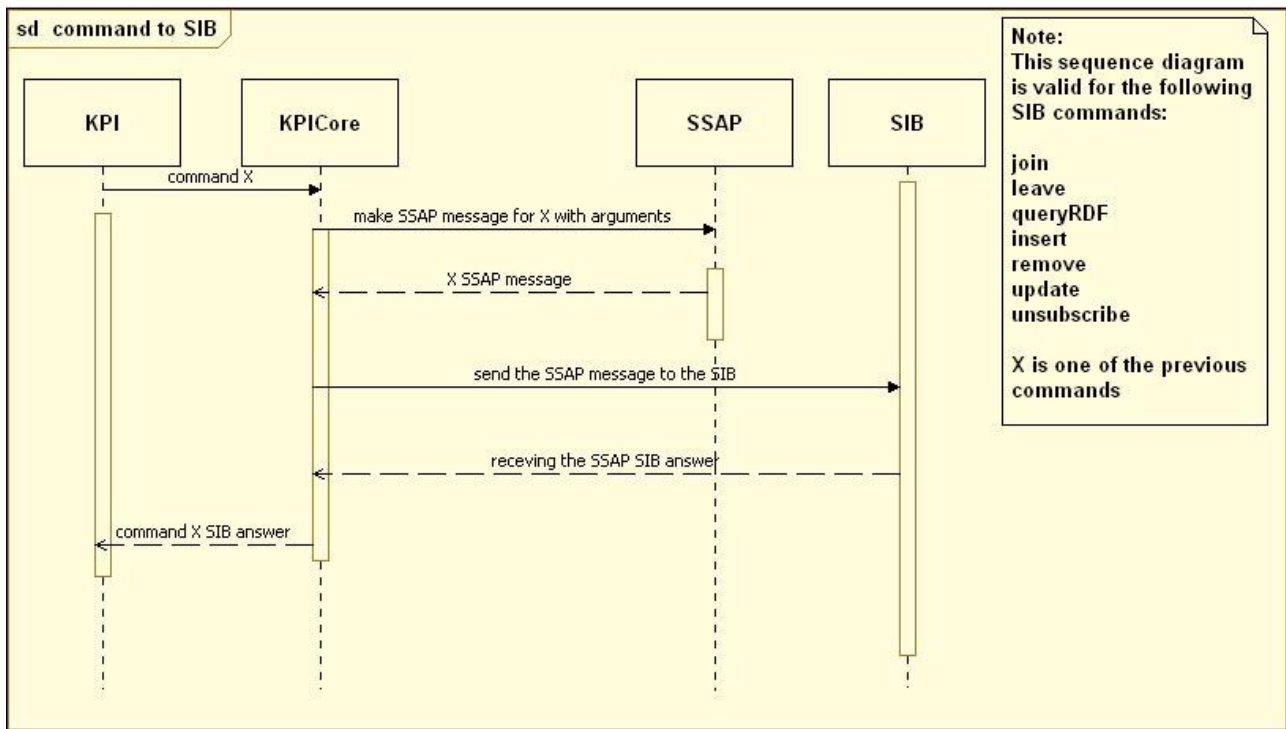 sd command to SIB
Note:
This sequence diagram
is valid for the following
SIB commands:
join
leave
queryRDF
insert
remove
update
unsubscribe
X is one of the previous
commands
KPI
KPICore
SSAP
SIB
command X
make SSAP message for X with arguments
X SSAP message
send the SSAP message to the SIB
receving the SSAP SIB answer
command X SIB answer